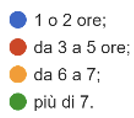 1 o 2 ore;
da 3 a 5 ore;
da 6 a 7;
più di 7.